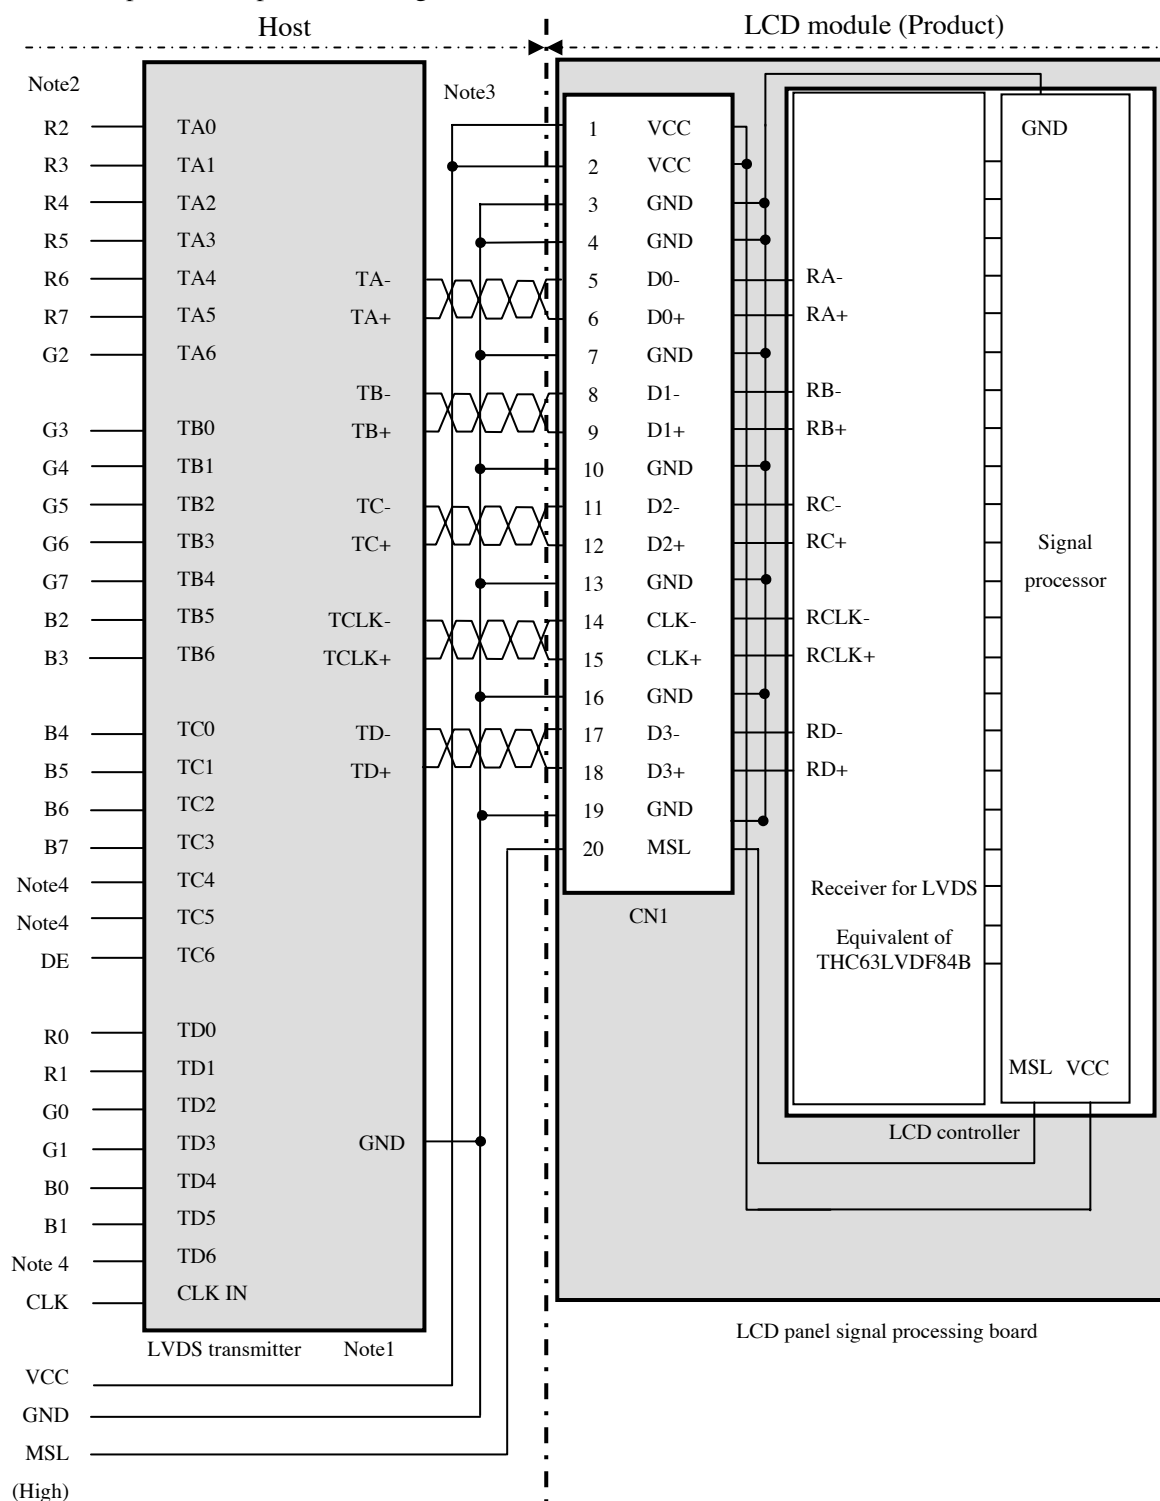 Host
LCD module (Product)
Note2
Note3
R2 TA0
R3 TA1
R4 TA2
R5 TA3
R6 TA4 TA-
R7 TA5 TA+
G2 TA6
TB-
G3 TB0 TB+
G4 TB1
G5 TB2 TC-
G6 TB3 TC+
G7 TB4
B2 TB5 TCLK-
B3 TB6 TCLK+
B4 TC0 TD-
B5 TC1 TD+
B6 TC2
B7 TC3
Note4 TC4
Note4 TC5
DE TC6
R0 TD0
R1 TD1
G0 TD2
G1 TD3 GND
B0 TD4
B1 TD5
Note 4 TD6
CLK CLK IN
LVDS transmitter Note1
VCC
GND
MSL
(High)
1 VCC
2 VCC
3 GND
4 GND
5 D0-
6 D0+
7 GND
8 D1-
9 D1+
10 GND
11 D2-
12 D2+
13 GND
14 CLK-
15 CLK+
16 GND
17 D3-
18 D3+
19 GND
20 MSL
CN1
RA-
RA+
RB-
RB+
RC-
RC+
RCLK-
RCLK+
RD-
RD+
Receiver for LVDS
Equivalent of
THC63LVDF84B
GND
Signal
processor
MSL VCC
LCD controller
LCD panel signal processing board